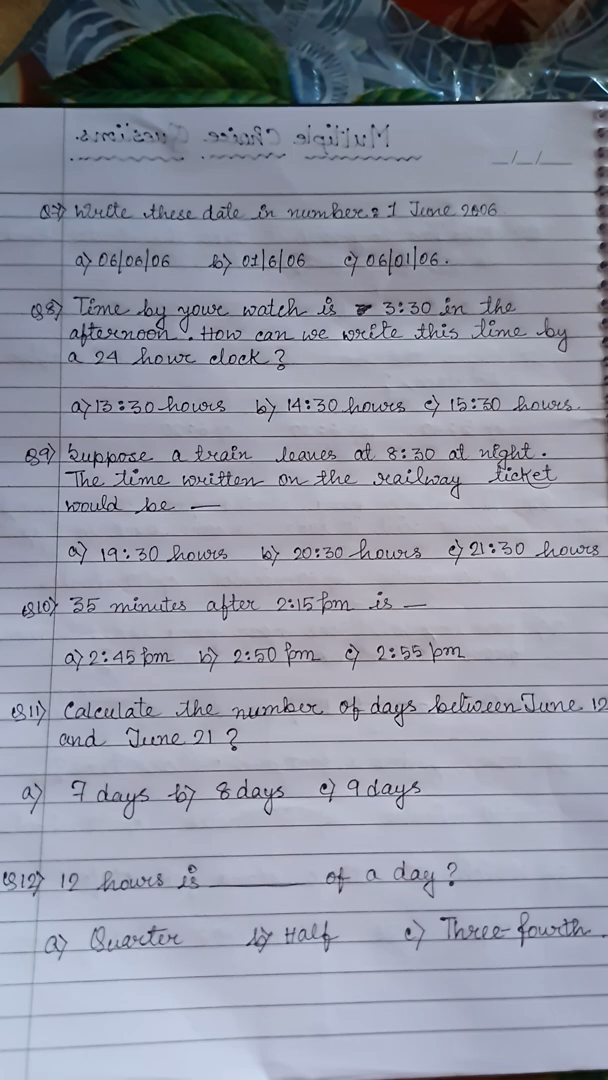 Multiple Choice Questions.
__/__/____
Q7) Write these date in number: 1 June 2006
a) 06/06/06 b) 01/6/06 c) 06/01/06.
Q8) Time by your watch is 3:30 in the
afternoon. How can we write this time by
a 24 hour clock?
a) 13:30 hours b) 14:30 hours c) 15:30 hours.
Q9) Suppose a train leaves at 8:30 at night.
The time written on the railway ticket
would be —
a) 19:30 hours b) 20:30 hours c) 21:30 hours
Q10) 35 minutes after 2:15 pm is —
a) 2:45 pm b) 2:50 pm c) 2:55 pm
Q11) Calculate the number of days between June 12
and June 21?
a) 7 days b) 8 days c) 9 days
Q12) 12 hours is ______ of a day?
a) Quarter b) Half c) Three-fourth.